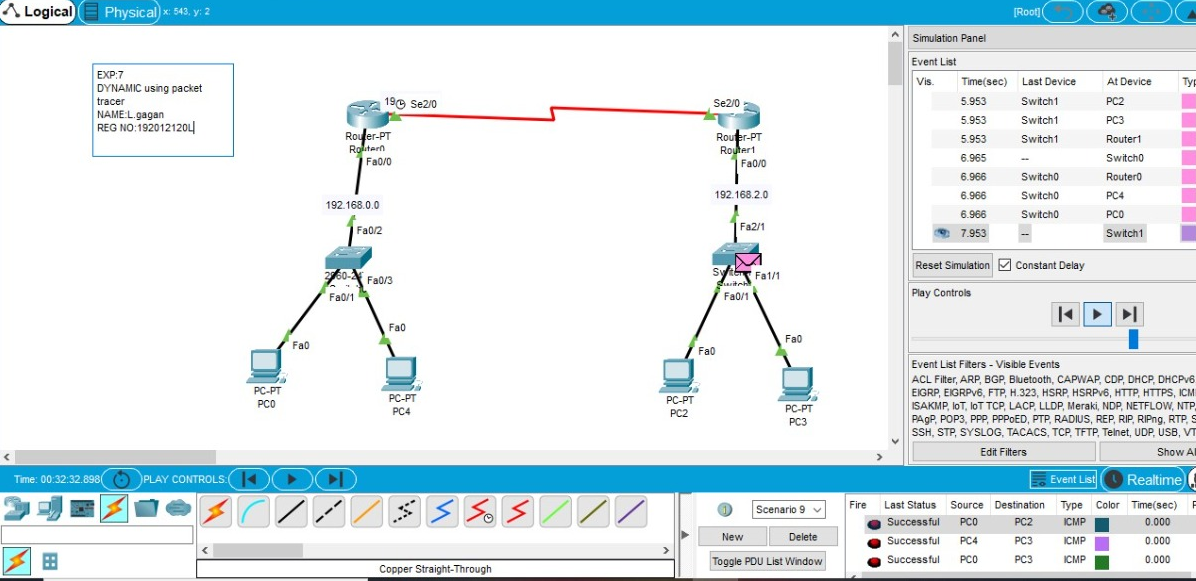 Logical Physical x: 543, y: 2 [Root]
EXP:7
DYNAMIC using packet
tracer
NAME:L.gagan
REG NO:192012120L
19 Se2/0
Router-PT
Router0
Fa0/0
192.168.0.0
Fa0/2
Fa0/3
Fa0/1
Fa0
PC-PT
PC0
Fa0
PC-PT
PC4
Se2/0
Router-PT
Router1
Fa0/0
192.168.2.0
Fa2/1
Fa1/1
Fa0/1
Fa0
PC-PT
PC2
Fa0
PC-PT
PC3
Simulation Panel
Event List
Vis. Time(sec) Last Device At Device Typ
5.953 Switch1 PC2
5.953 Switch1 PC3
5.953 Switch1 Router1
6.965 -- Switch0
6.966 Switch0 Router0
6.966 Switch0 PC4
6.966 Switch0 PC0
7.953 -- Switch1
Reset Simulation Constant Delay
Play Controls
Event List Filters - Visible Events
ACL Filter, ARP, BGP, Bluetooth, CAPWAP, CDP, DHCP, DHCPv6
EIGRP, EIGRPv6, FTP, H.323, HSRP, HSRPv6, HTTP, HTTPS, ICM
ISAKMP, IoT, IoT TCP, LACP, LLDP, Meraki, NDP, NETFLOW, NTP,
PAgP, POP3, PPP, PPPoED, PTP, RADIUS, REP, RIP, RIPng, RTP, S
SSH, STP, SYSLOG, TACACS, TCP, TFTP, Telnet, UDP, USB, VT
Edit Filters Show Al
Time: 00:32:32.898 PLAY CONTROLS: Event List Realtime
Copper Straight-Through
Scenario 9
New Delete
Toggle PDU List Window
Fire Last Status Source Destination Type Color Time(sec) P
Successful PC0 PC2 ICMP 0.000
Successful PC4 PC3 ICMP 0.000
Successful PC0 PC3 ICMP 0.000